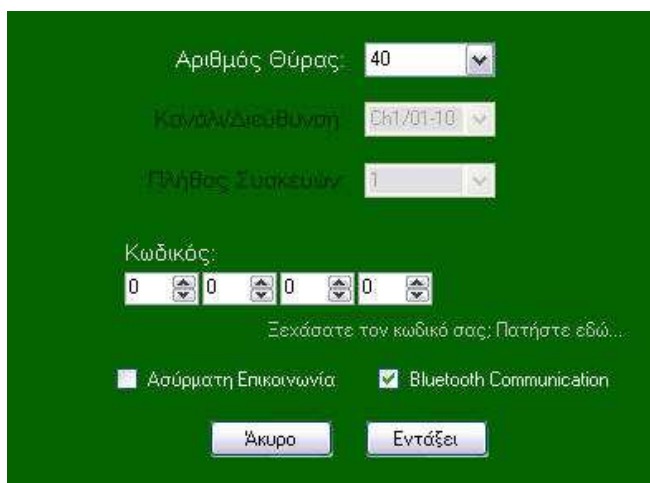 Αριθμός Θύρας: 40
Κανάλι/Διεύθυνση Ch1/01-10
Πλήθος Συσκευών: 1
Κωδικός:
0 0 0 0
Ξεχάσατε τον κωδικό σας; Πατήστε εδώ...
Ασύρματη Επικοινωνία Bluetooth Communication
Άκυρο Εντάξει